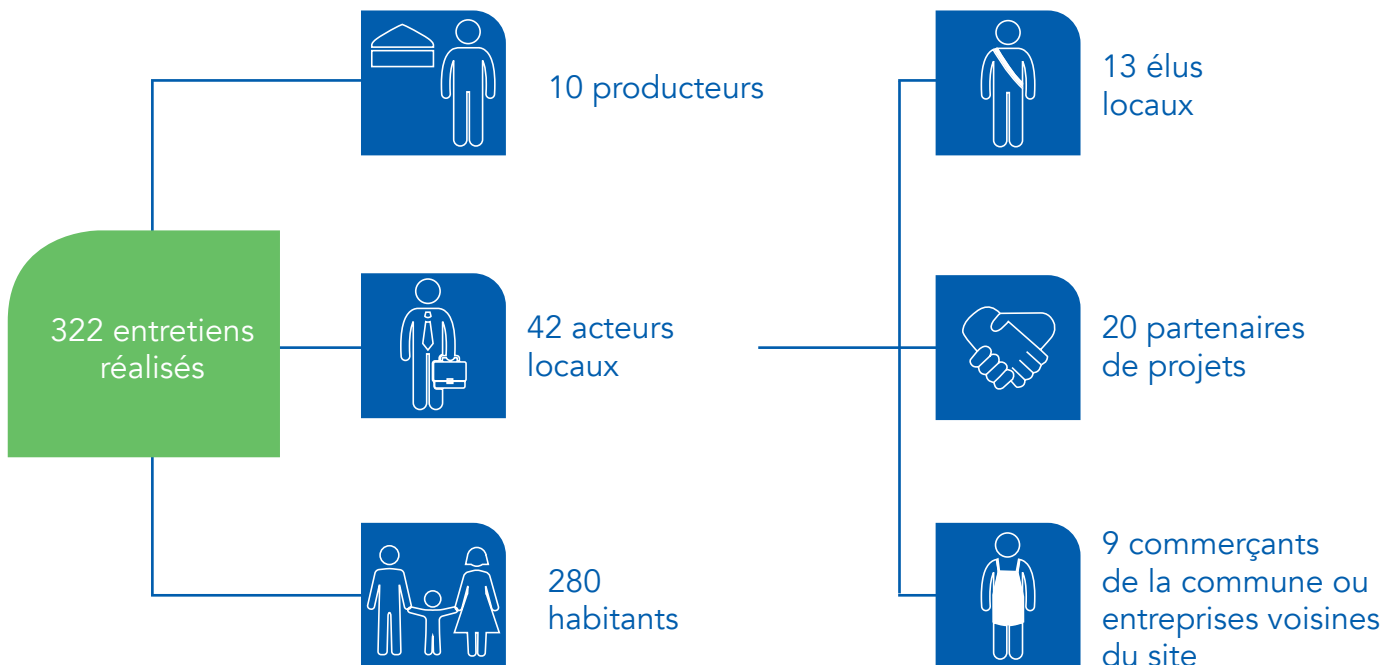 322 entretiens
réalisés
10 producteurs
42 acteurs
locaux
280
habitants
13 élus
locaux
20 partenaires
de projets
9 commerçants
de la commune ou
entreprises voisines
du site